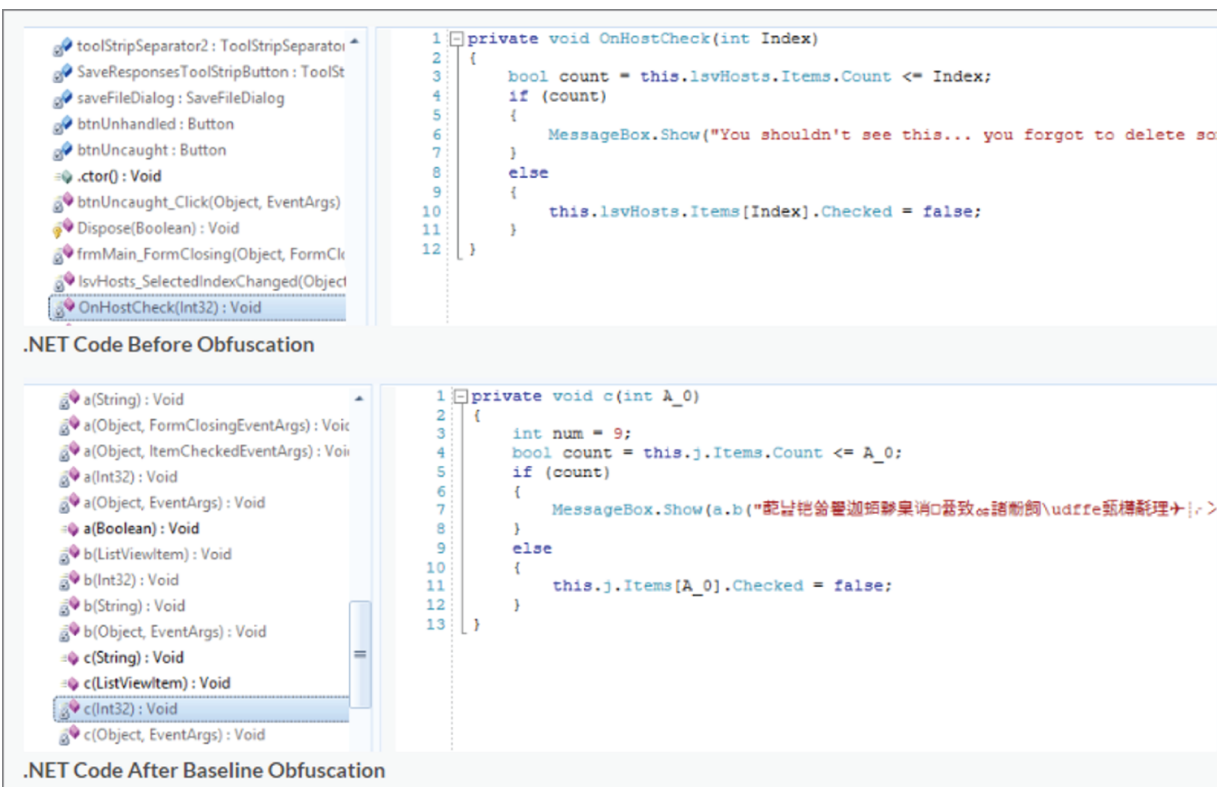 toolStripSeparator2 : ToolStripSeparator
SaveResponsesToolStripButton : ToolSt
saveFileDialog : SaveFileDialog
btnUnhandled : Button
btnUncaught : Button
.ctor() : Void
btnUncaught_Click(Object, EventArgs)
Dispose(Boolean) : Void
frmMain_FormClosing(Object, FormClo
lsvHosts_SelectedIndexChanged(Object
OnHostCheck(Int32) : Void
1 private void OnHostCheck(int Index)
2 {
3 bool count = this.lsvHosts.Items.Count <= Index;
4 if (count)
5 {
6 MessageBox.Show("You shouldn't see this... you forgot to delete so
7 }
8 else
9 {
10 this.lsvHosts.Items[Index].Checked = false;
11 }
12 }
.NET Code Before Obfuscation
a(String) : Void
a(Object, FormClosingEventArgs) : Void
a(Object, ItemCheckedEventArgs) : Voi
a(Int32) : Void
a(Object, EventArgs) : Void
a(Boolean) : Void
b(ListViewItem) : Void
b(Int32) : Void
b(String) : Void
b(Object, EventArgs) : Void
c(String) : Void
c(ListViewItem) : Void
c(Int32) : Void
c(Object, EventArgs) : Void
1 private void c(int A_0)
2 {
3 int num = 9;
4 bool count = this.j.Items.Count <= A_0;
5 if (count)
6 {
7 MessageBox.Show(a.b("\udffe
8 }
9 else
10 {
11 this.j.Items[A_0].Checked = false;
12 }
13 }
.NET Code After Baseline Obfuscation